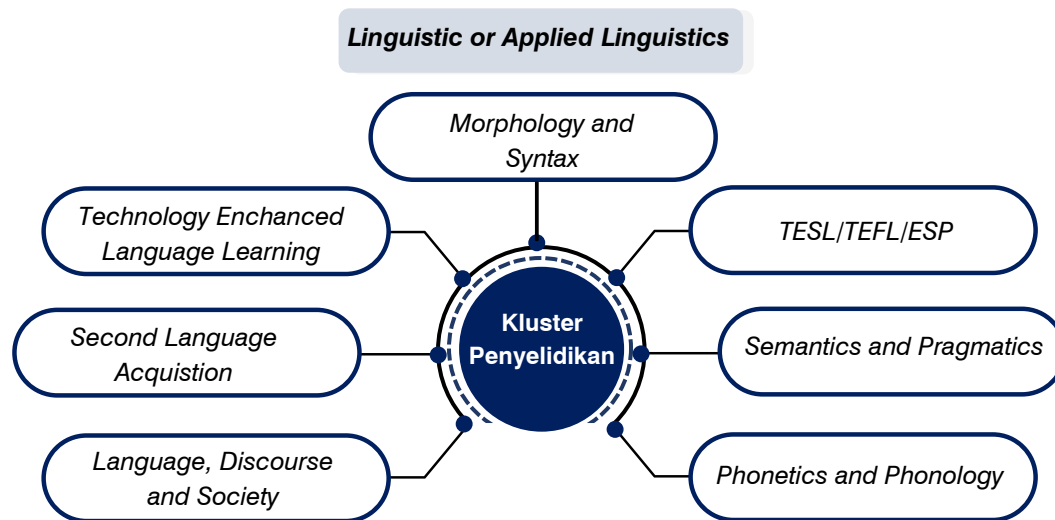 Linguistic or Applied Linguistics
Morphology and
Syntax
Technology Enchanced
Language Learning
TESL/TEFL/ESP
Kluster
Penyelidikan
Second Language
Acquistion
Semantics and Pragmatics
Language, Discourse
and Society
Phonetics and Phonology